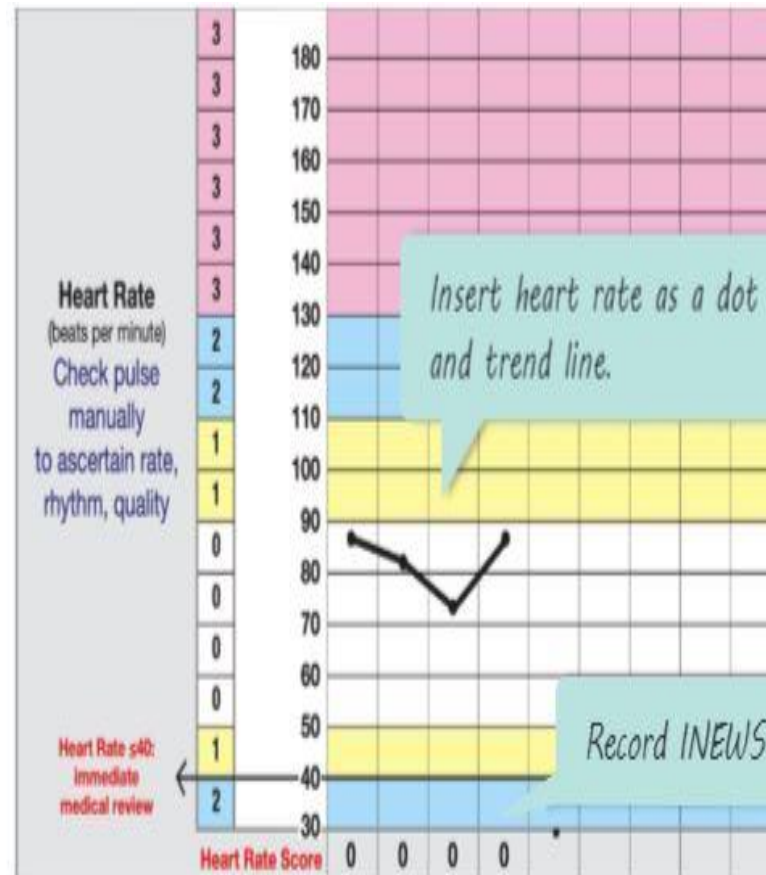 3
180
3
170
3
160
3
150
3
140
3
130
2
120
2
110
1
100
1
90
0
80
0
70
0
60
0
50
1
40
2
30
Heart Rate
(beats per minute)
Check pulse
manually
to ascertain rate,
rhythm, quality
Insert heart rate as a dot
and trend line.
Heart Rate ≤40:
immediate
medical review
Record INEWS
Heart Rate Score 0 0 0 0